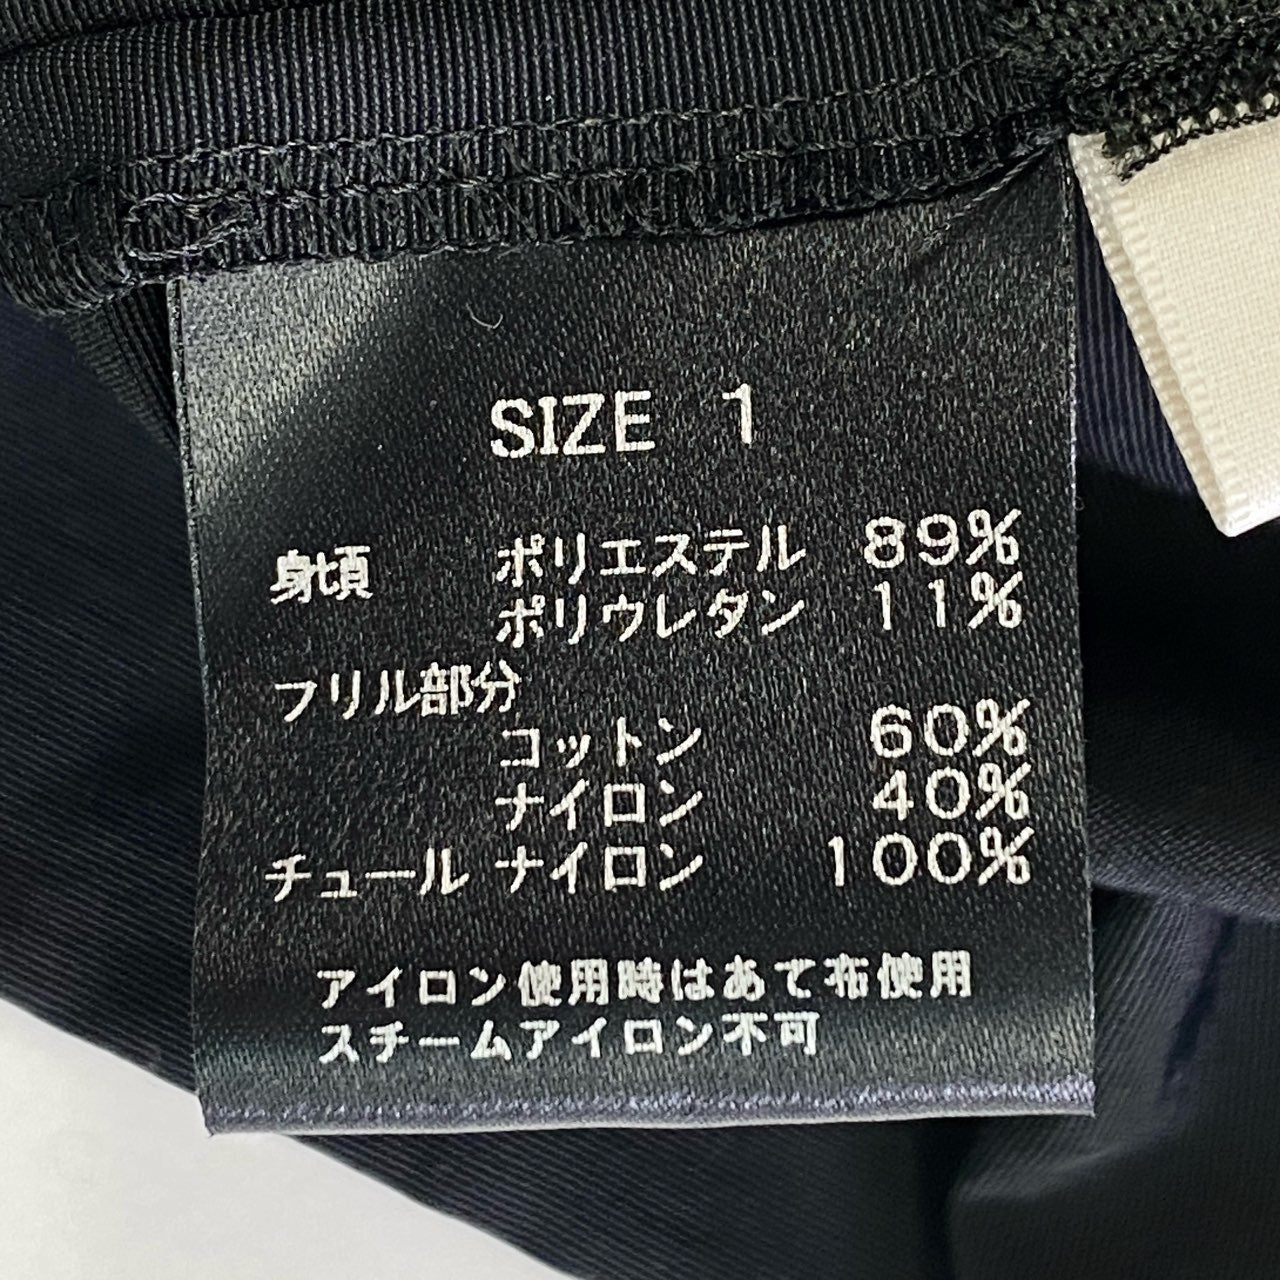 SIZE 1
身頃 ポリエステル 89%
ポリウレタン 11%
フリル部分
コットン 60%
ナイロン 40%
チュール ナイロン 100%
アイロン使用時はあて布使用
スチームアイロン不可